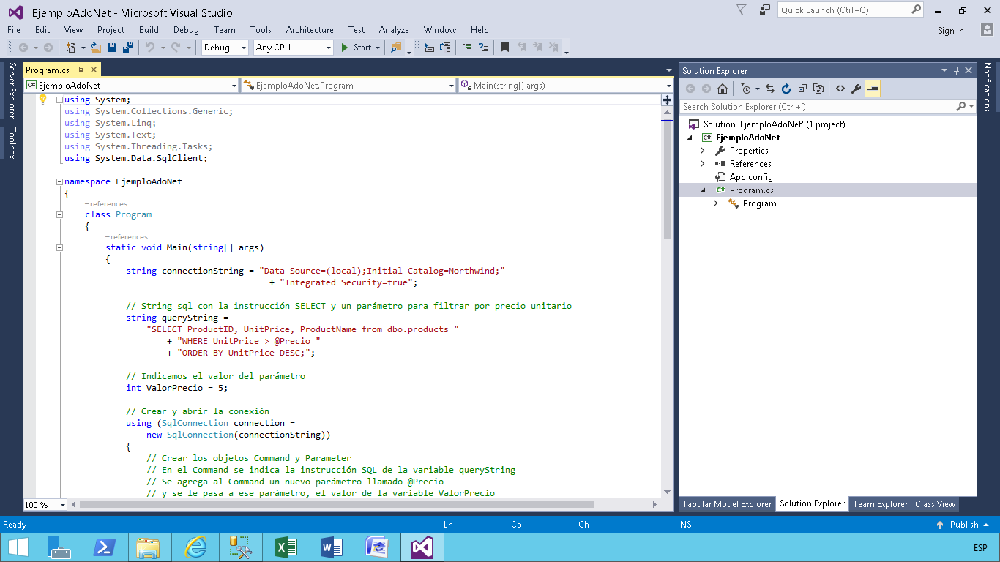 EjemploAdoNet - Microsoft Visual Studio
Quick Launch (Ctrl+Q)
File Edit View Project Build Debug Team Tools Architecture Test Analyze Window Help
Sign in
Debug Any CPU Start
Server Explorer
Toolbox
Program.cs
EjemploAdoNet EjemploAdoNet.Program Main(string[] args)
using System;
using System.Collections.Generic;
using System.Linq;
using System.Text;
using System.Threading.Tasks;
using System.Data.SqlClient;
namespace EjemploAdoNet
{
-references
class Program
{
-references
static void Main(string[] args)
{
string connectionString = "Data Source=(local);Initial Catalog=Northwind;"
+ "Integrated Security=true";
// String sql con la instrucción SELECT y un parámetro para filtrar por precio unitario
string queryString =
"SELECT ProductID, UnitPrice, ProductName from dbo.products "
+ "WHERE UnitPrice > @Precio "
+ "ORDER BY UnitPrice DESC;";
// Indicamos el valor del parámetro
int ValorPrecio = 5;
// Crear y abrir la conexión
using (SqlConnection connection =
new SqlConnection(connectionString))
{
// Crear los objetos Command y Parameter
// En el Command se indica la instrucción SQL de la variable queryString
// Se agrega al Command un nuevo parámetro llamado @Precio
// y se le pasa a ese parámetro, el valor de la variable ValorPrecio
100 %
Solution Explorer
Search Solution Explorer (Ctrl+´)
Solution 'EjemploAdoNet' (1 project)
C# EjemploAdoNet
Properties
References
App.config
C# Program.cs
Program
Tabular Model Explorer Solution Explorer Team Explorer Class View
Notifications
Ready Ln 1 Col 1 Ch 1 INS Publish
ESP